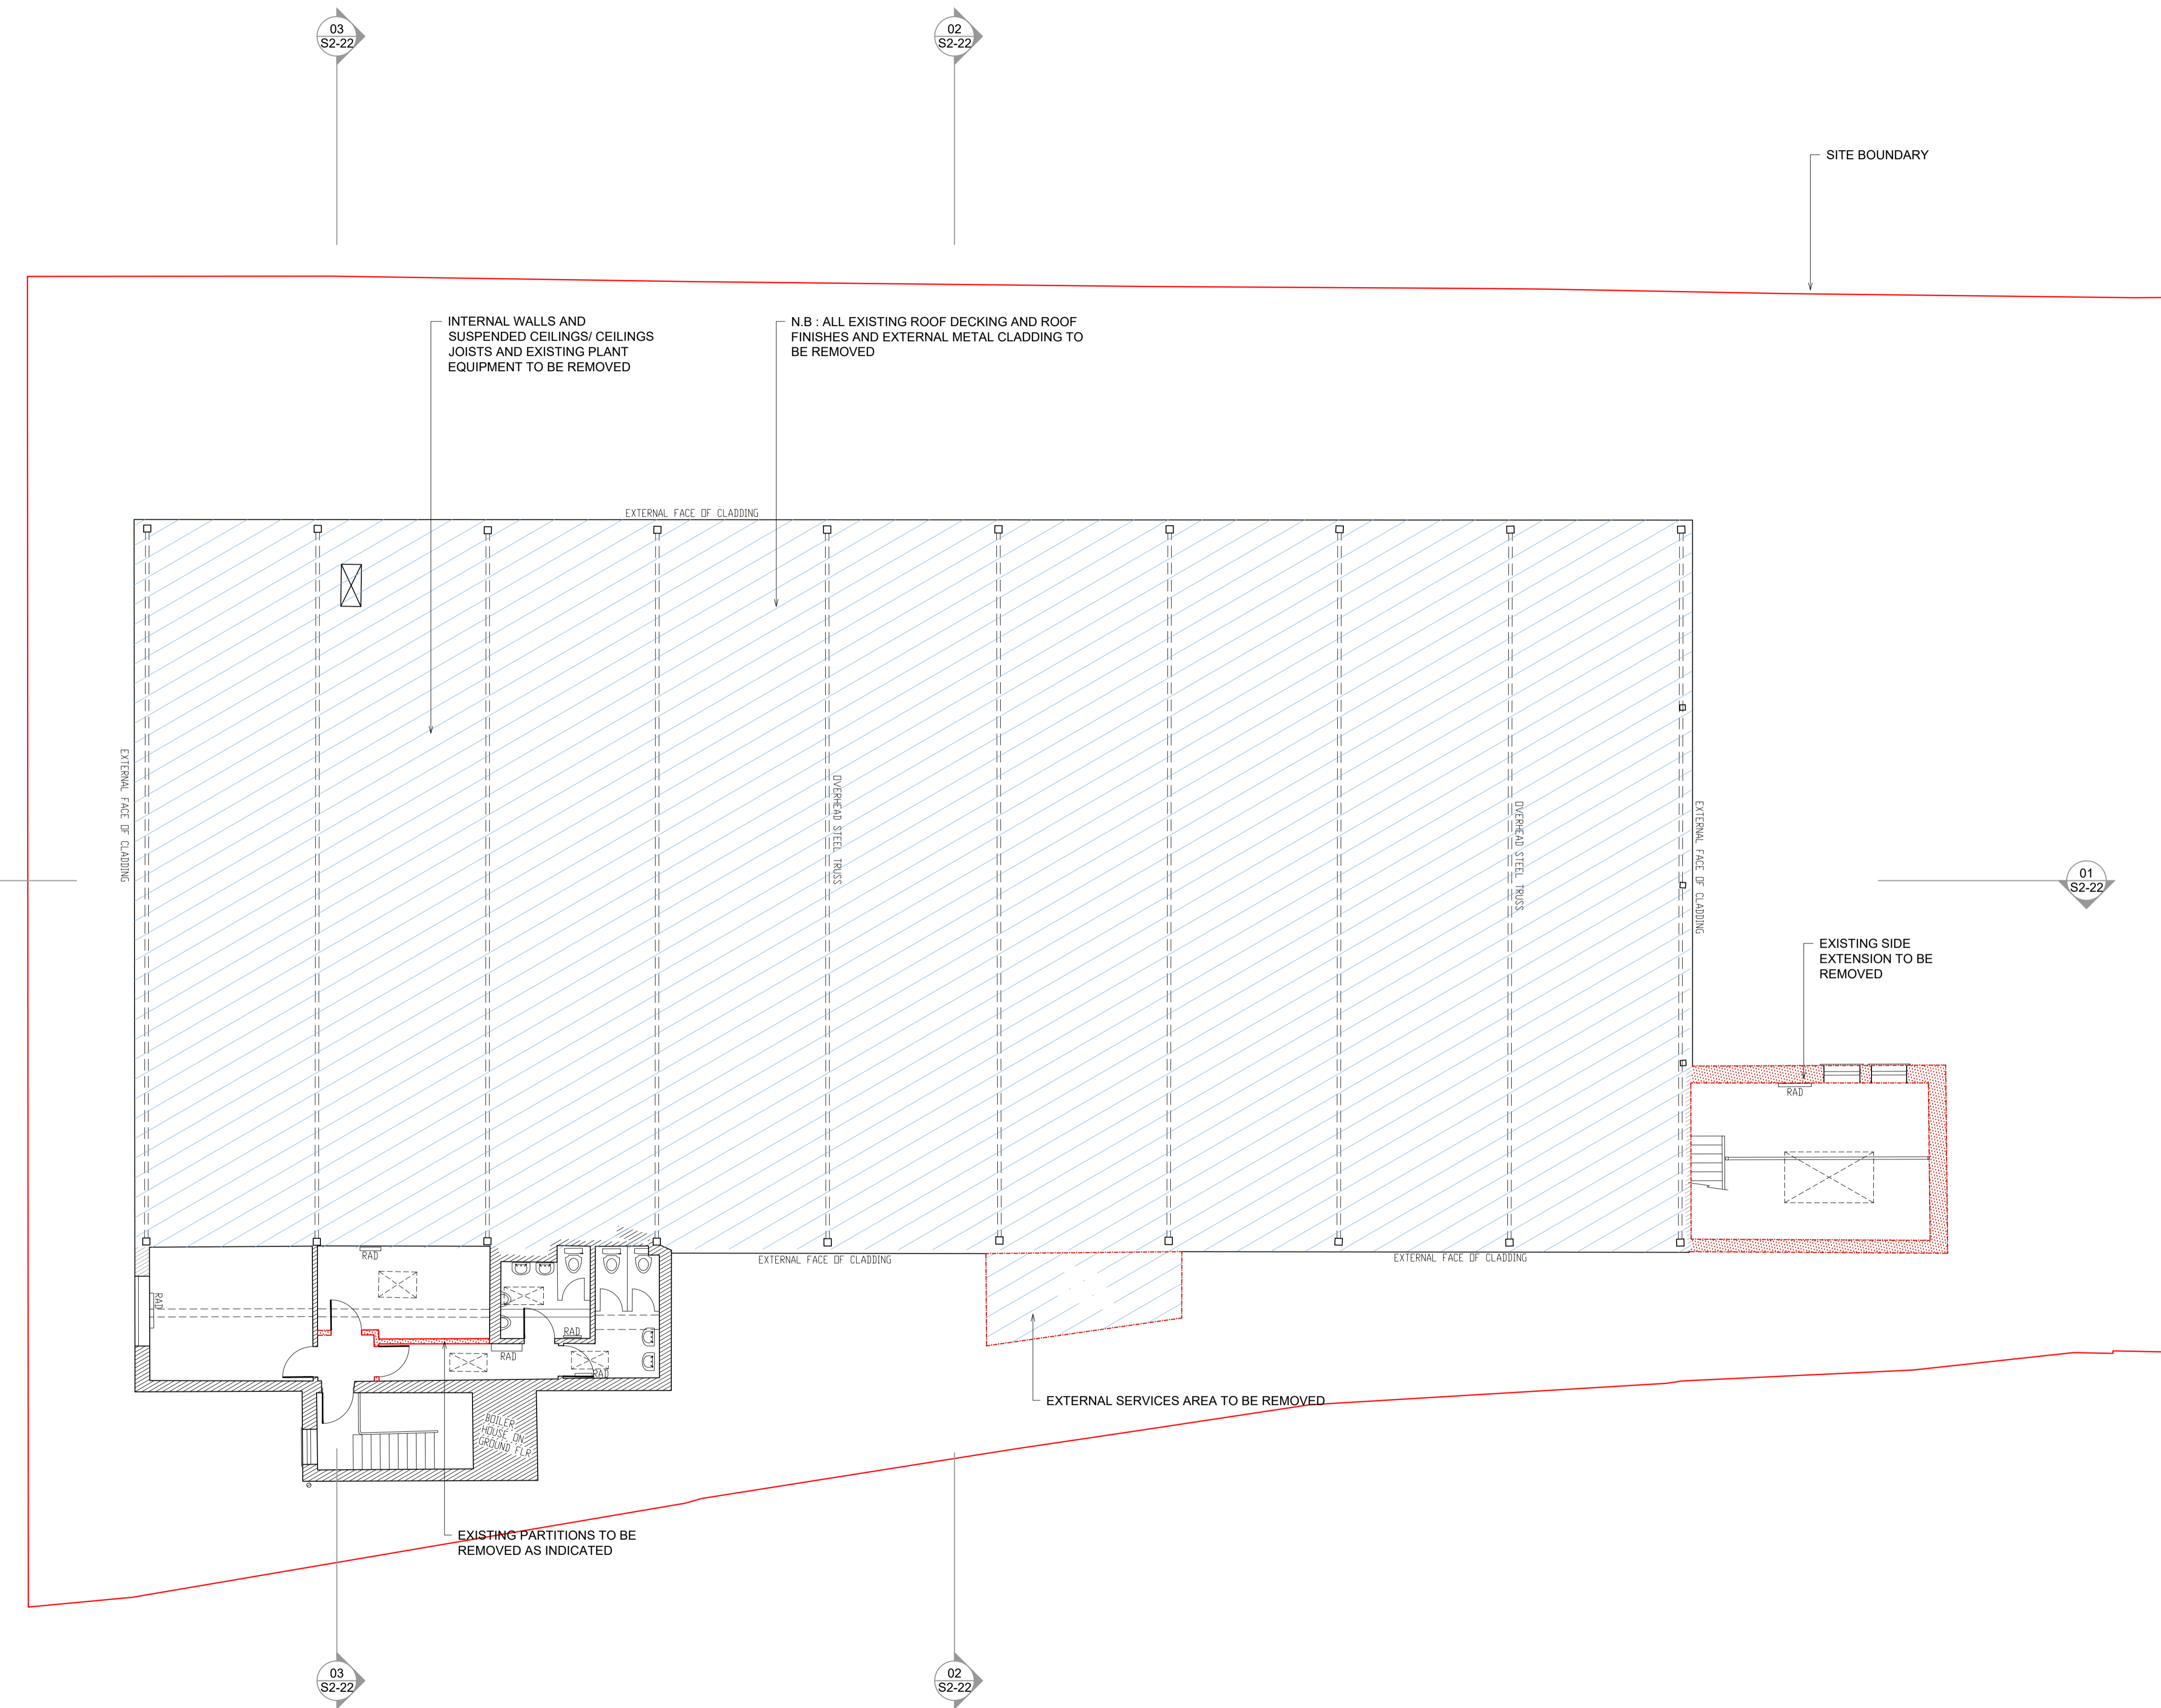 03
S2-22
02
S2-22
SITE BOUNDARY
INTERNAL WALLS AND
SUSPENDED CEILINGS/ CEILINGS
JOISTS AND EXISTING PLANT
EQUIPMENT TO BE REMOVED
N.B : ALL EXISTING ROOF DECKING AND ROOF
FINISHES AND EXTERNAL METAL CLADDING TO
BE REMOVED
EXTERNAL FACE OF CLADDING
EXTERNAL FACE OF CLADDING
OVERHEAD STEEL TRUSS
OVERHEAD STEEL TRUSS
EXTERNAL FACE OF CLADDING
01
S2-22
EXISTING SIDE
EXTENSION TO BE
REMOVED
RAD
RAD
EXTERNAL FACE OF CLADDING
EXTERNAL FACE OF CLADDING
RAD
RAD
RAD
RAD
EXTERNAL SERVICES AREA TO BE REMOVED
BOILER
HOUSE ON
GROUND FLR
EXISTING PARTITIONS TO BE
REMOVED AS INDICATED
03
S2-22
02
S2-22